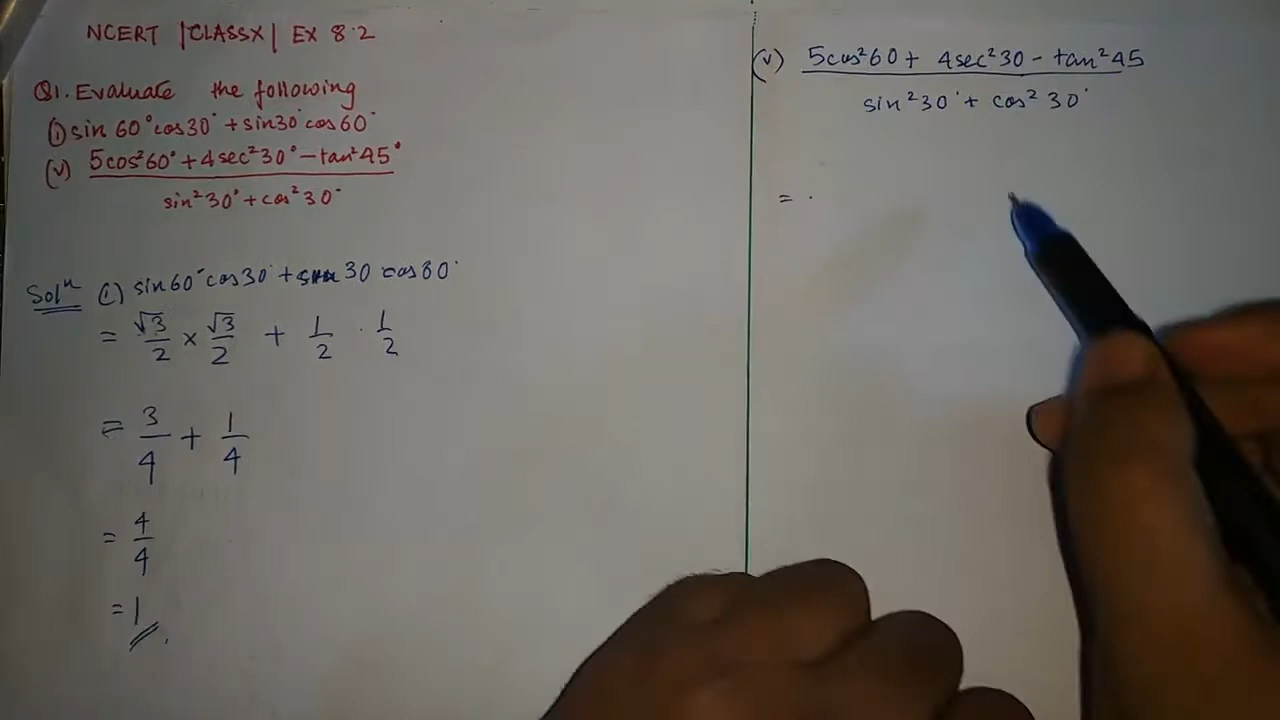 NCERT |CLASSX| EX 8.2
Q1. Evaluate the following
(i) sin 60° cos 30° + sin 30° cos 60°
(v) 5cos²60° + 4sec²30° - tan²45°
sin²30° + cos²30°
Solⁿ (i) sin 60° cos 30° + sin 30 cos 60°
= √3/2 × √3/2 + 1/2 . 1/2
= 3/4 + 1/4
= 4/4
= 1
(v) 5cos²60 + 4sec²30 - tan²45
sin²30° + cos²30°
=